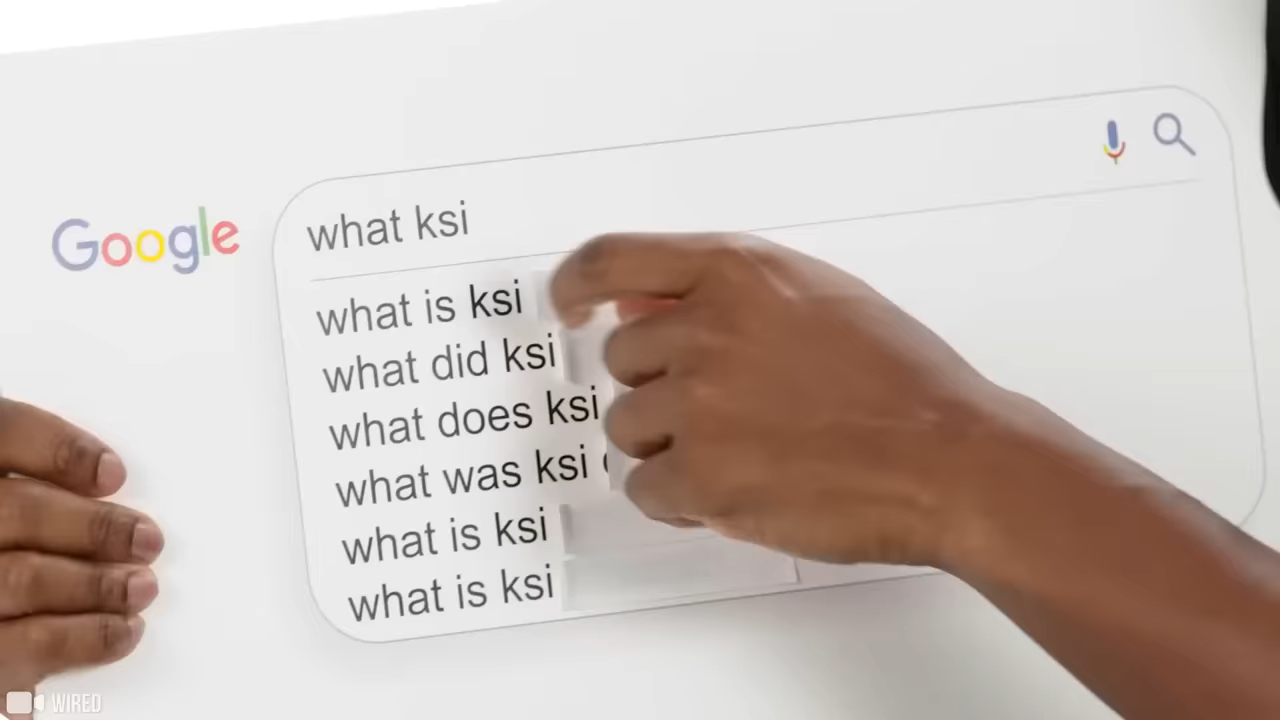 Google
what ksi
what is ksi
what did ksi
what does ksi
what was ksi
what is ksi
what is ksi
WIRED